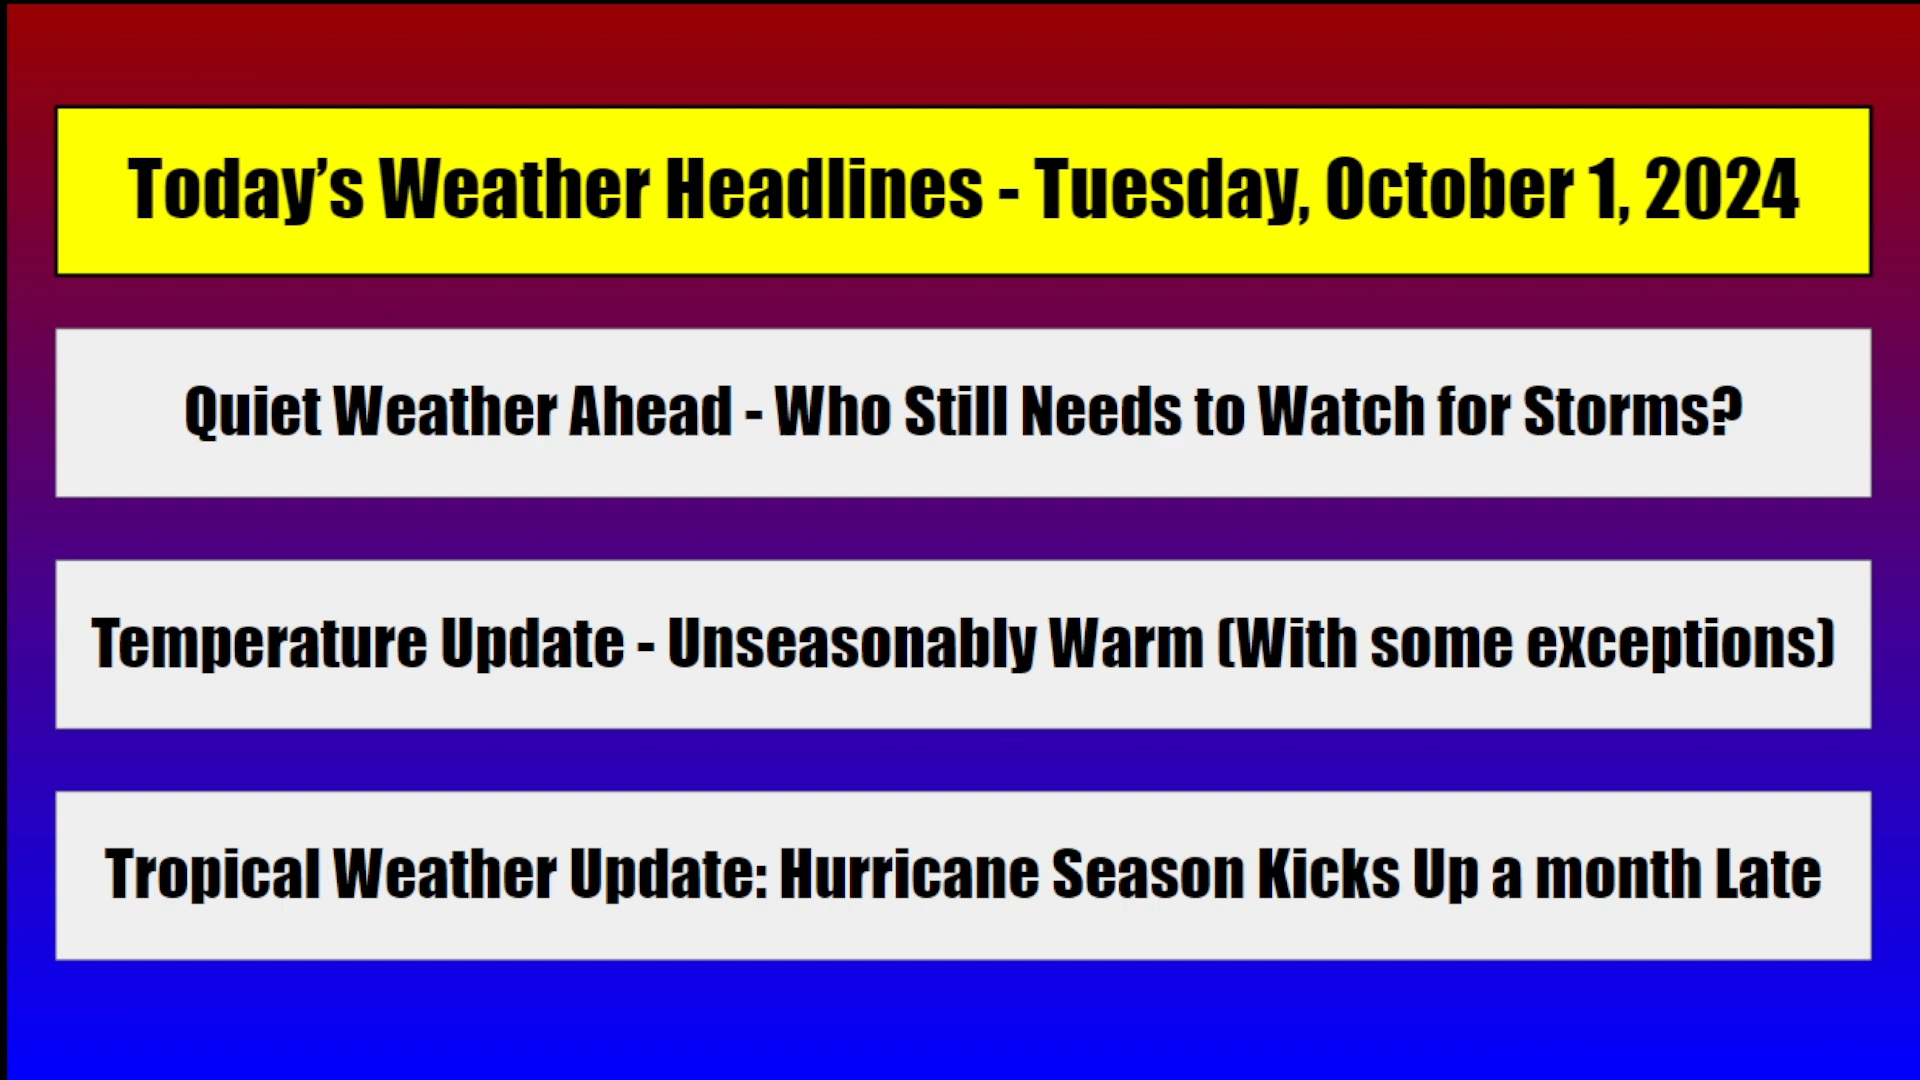 Today’s Weather Headlines - Tuesday, October 1, 2024
Quiet Weather Ahead - Who Still Needs to Watch for Storms?
Temperature Update - Unseasonably Warm (With some exceptions)
Tropical Weather Update: Hurricane Season Kicks Up a month Late